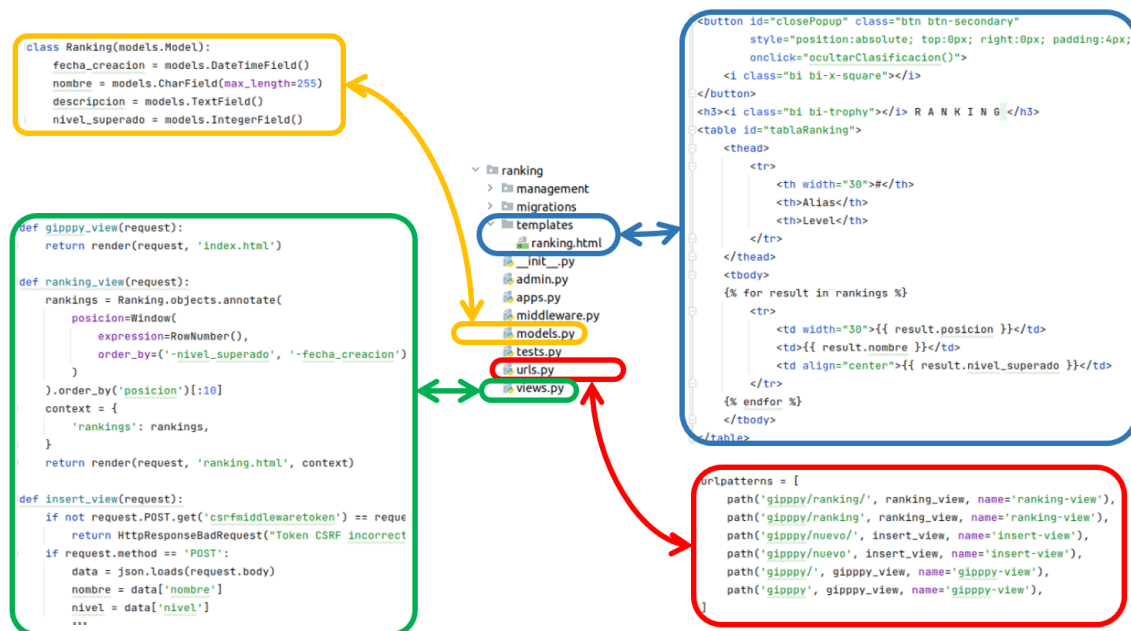 class Ranking(models.Model):
    fecha_creacion = models.DateTimeField()
    nombre = models.CharField(max_length=255)
    descripcion = models.TextField()
    nivel_superado = models.IntegerField()
def gipppy_view(request):
    return render(request, 'index.html')
def ranking_view(request):
    rankings = Ranking.objects.annotate(
        posicion=Window(
            expression=RowNumber(),
            order_by=('-nivel_superado', '-fecha_creacion')
        )
    ).order_by('posicion')[:10]
    context = {
        'rankings': rankings,
    }
    return render(request, 'ranking.html', context)
def insert_view(request):
    if not request.POST.get('csrfmiddlewaretoken') == reque
        return HttpResponseBadRequest("Token CSRF incorrect
    if request.method == 'POST':
        data = json.loads(request.body)
        nombre = data['nombre']
        nivel = data['nivel']
ranking
management
migrations
templates
ranking.html
__init__.py
admin.py
apps.py
middleware.py
models.py
tests.py
urls.py
views.py
<button id="closePopup" class="btn btn-secondary"
        style="position:absolute; top:0px; right:0px; padding:4px;
        onclick="ocultarClasificacion()">
    <i class="bi bi-x-square"></i>
</button>
<h3><i class="bi bi-trophy"></i> R A N K I N G </h3>
<table id="tablaRanking">
    <thead>
        <tr>
            <th width="30">#</th>
            <th>Alias</th>
            <th>Level</th>
        </tr>
    </thead>
    <tbody>
    {% for result in rankings %}
        <tr>
            <td width="30">{{ result.posicion }}</td>
            <td>{{ result.nombre }}</td>
            <td align="center">{{ result.nivel_superado }}</td>
        </tr>
    {% endfor %}
    </tbody>
</table>
urlpatterns = [
    path('gipppy/ranking/', ranking_view, name='ranking-view'),
    path('gipppy/ranking', ranking_view, name='ranking-view'),
    path('gipppy/nuevo/', insert_view, name='insert-view'),
    path('gipppy/nuevo', insert_view, name='insert-view'),
    path('gipppy/', gipppy_view, name='gipppy-view'),
    path('gipppy', gipppy_view, name='gipppy-view'),
]